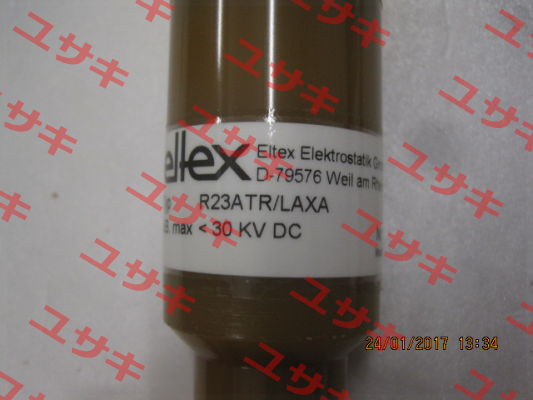 eltex
Eltex Elektrostatik
D-79576 Weil am
R23ATR/LAXA
max < 30 KV DC
24/01/2017 13:34
ユサキ
ユサキ
ユサキ
ユサキ
ユサキ
ユサキ
ユサキ
ユサキ
ユサキ